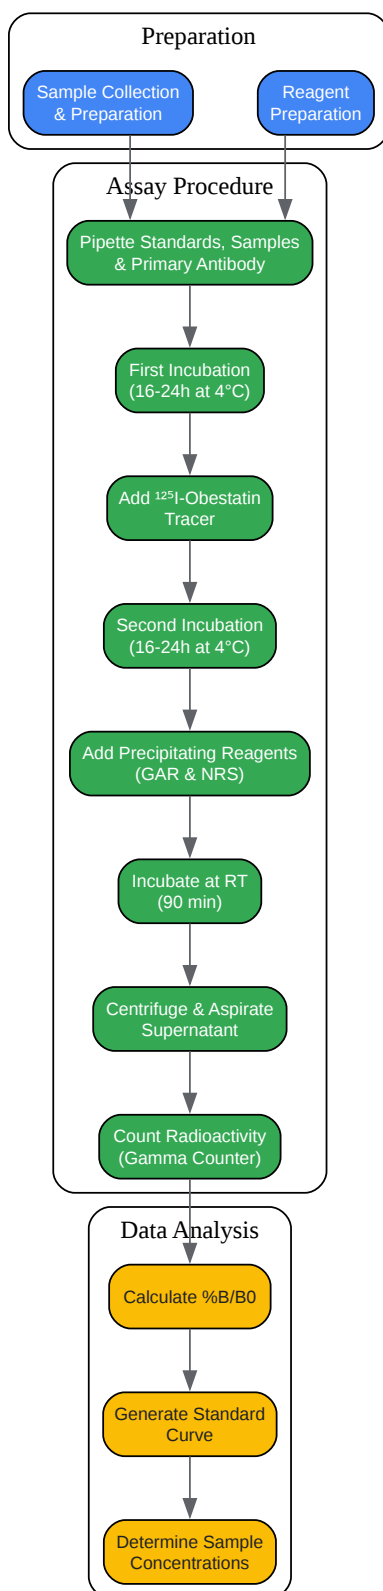 Preparation
Sample Collection
& Preparation
Reagent
Preparation
Assay Procedure
Pipette Standards, Samples
& Primary Antibody
First Incubation
(16-24h at 4°C)
Add ¹²⁵I-Obestatin
Tracer
Second Incubation
(16-24h at 4°C)
Add Precipitating Reagents
(GAR & NRS)
Incubate at RT
(90 min)
Centrifuge & Aspirate
Supernatant
Count Radioactivity
(Gamma Counter)
Data Analysis
Calculate %B/B0
Generate Standard
Curve
Determine Sample
Concentrations